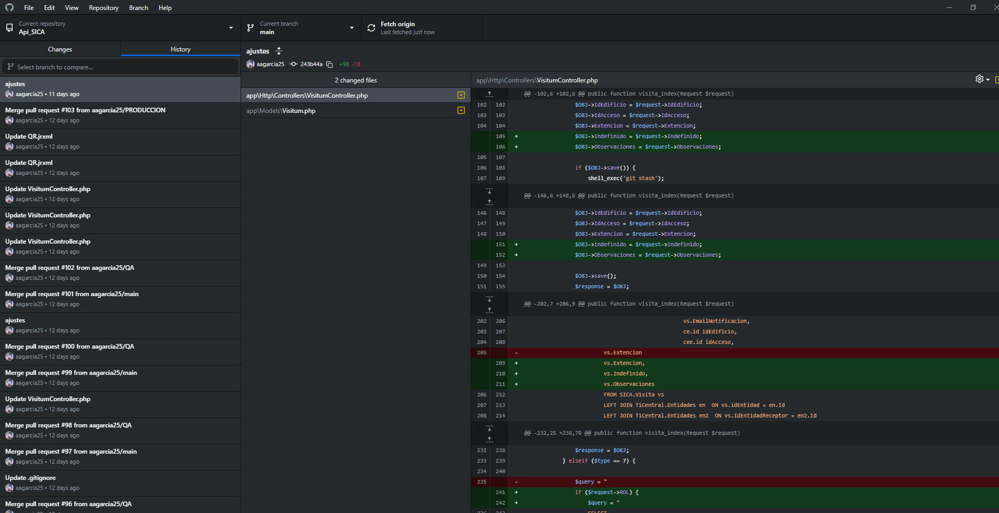 File Edit View Repository Branch Help
Current repository
Api_SICA
Current branch
main
Fetch origin
Last fetched just now
Changes
History
Select branch to compare...
ajustes
aagarcia25 • 11 days ago
Merge pull request #103 from aagarcia25/PRODUCCION
aagarcia25 • 12 days ago
Update QR.jrxml
aagarcia25 • 12 days ago
Update QR.jrxml
aagarcia25 • 12 days ago
Update VisitumController.php
aagarcia25 • 12 days ago
Update VisitumController.php
aagarcia25 • 12 days ago
Update VisitumController.php
aagarcia25 • 12 days ago
Merge pull request #102 from aagarcia25/QA
aagarcia25 • 12 days ago
Merge pull request #101 from aagarcia25/main
aagarcia25 • 12 days ago
ajustes
aagarcia25 • 12 days ago
Merge pull request #100 from aagarcia25/QA
aagarcia25 • 12 days ago
Merge pull request #99 from aagarcia25/main
aagarcia25 • 12 days ago
Update VisitumController.php
aagarcia25 • 12 days ago
Merge pull request #98 from aagarcia25/QA
aagarcia25 • 12 days ago
Merge pull request #97 from aagarcia25/main
aagarcia25 • 12 days ago
Update .gitignore
aagarcia25 • 12 days ago
Merge pull request #96 from aagarcia25/QA
ajustes
aagarcia25 243b44a +98 -18
2 changed files
app\Http\Controllers\VisitumController.php
app\Models\Visitum.php
app\Http\Controllers\VisitumController.php
@@ -102,6 +102,8 @@ public function visita_index(Request $request)
102 102 $OBJ->IdEdificio = $request->IdEdificio;
103 103 $OBJ->IdAcceso = $request->IdAcceso;
104 104 $OBJ->Extencion = $request->Extencion;
105 + $OBJ->Indefinido = $request->Indefinido;
106 + $OBJ->Observaciones = $request->Observaciones;
105 107
106 108 if ($OBJ->save()) {
107 109 shell_exec('git stash');
@@ -146,6 +148,8 @@ public function visita_index(Request $request)
146 148 $OBJ->IdEdificio = $request->IdEdificio;
147 149 $OBJ->IdAcceso = $request->IdAcceso;
148 150 $OBJ->Extencion = $request->Extencion;
151 + $OBJ->Indefinido = $request->Indefinido;
152 + $OBJ->Observaciones = $request->Observaciones;
149 153
150 154 $OBJ->save();
151 155 $response = $OBJ;
@@ -202,7 +206,9 @@ public function visita_index(Request $request)
202 206 vs.EmailNotificacion,
203 207 ce.id idEdificio,
204 208 cee.id idAcceso,
205 - vs.Extencion
209 + vs.Extencion,
210 + vs.Indefinido,
211 + vs.Observaciones
206 212 FROM SICA.Visita vs
207 213 LEFT JOIN TiCentral.Entidades en ON vs.idEntidad = en.Id
208 214 LEFT JOIN TiCentral.Entidades en2 ON vs.IdEntidadReceptor = en2.Id
@@ -232,25 +238,78 @@ public function visita_index(Request $request)
232 238 $response = $OBJ;
233 239 } elseif ($type == 7) {
234 240
235 - $query = "
241 + if ($request->ROL) {
242 + $query = "